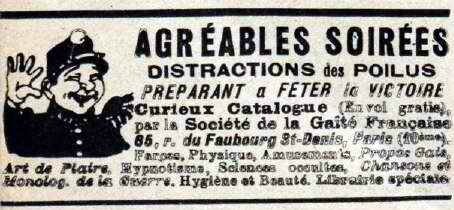 AGRÉABLES SOIRÉES
DISTRACTIONS des POILUS
PRÉPARANT à FÊTER la VICTOIRE
Curieux Catalogue (Envoi gratis),
par la Société de la Gaîté Française
65, r. du Faubourg St-Denis, Paris (10ème).
Farces, Physique, Amusements, Propos Gais,
Art de Plaire, Hypnotisme, Sciences occultes, Chansons et
Monolog. de la Guerre. Hygiène et Beauté. Librairie spéciale.